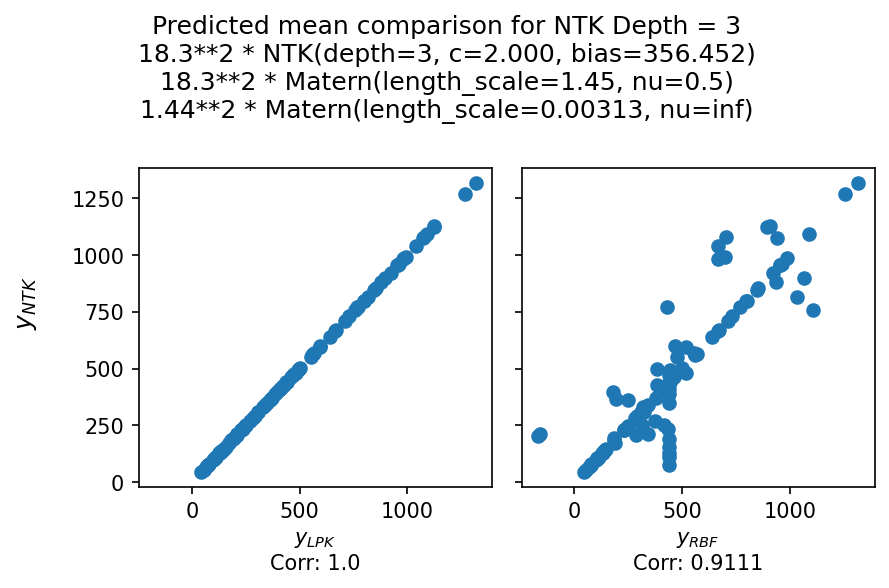 Predicted mean comparison for NTK Depth = 3
18.3**2 * NTK(depth=3, c=2.000, bias=356.452)
18.3**2 * Matern(length_scale=1.45, nu=0.5)
1.44**2 * Matern(length_scale=0.00313, nu=inf)
1250
1000
750
500
250
0
y_NTK
0 500 1000
0 500 1000
y_LPK
Corr: 1.0
y_RBF
Corr: 0.9111